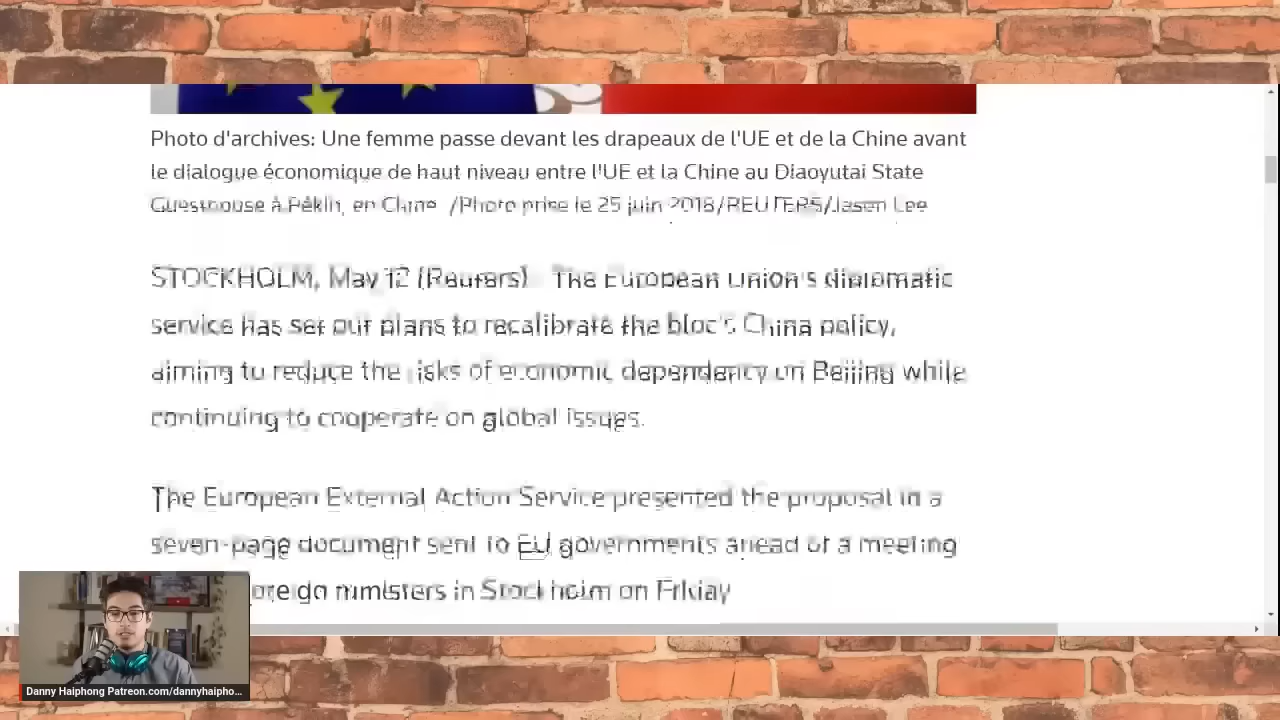 Photo d'archives: Une femme passe devant les drapeaux de l'UE et de la Chine avant
le dialogue économique de haut niveau entre l'UE et la Chine au Diaoyutai State
Guesthouse à Pékin, en Chine. /Photo prise le 25 juin 2018/REUTERS/Jason Lee
STOCKHOLM, May 12 (Reuters) - The European Union's diplomatic
service has set out plans to recalibrate the bloc's China policy,
aiming to reduce the risks of economic dependency on Beijing while
continuing to cooperate on global issues.
The European External Action Service presented the proposal in a
seven-page document sent to EU governments ahead of a meeting
oreign ministers in Stockholm on Friday
Danny Haiphong Patreon.com/dannyhaipho...